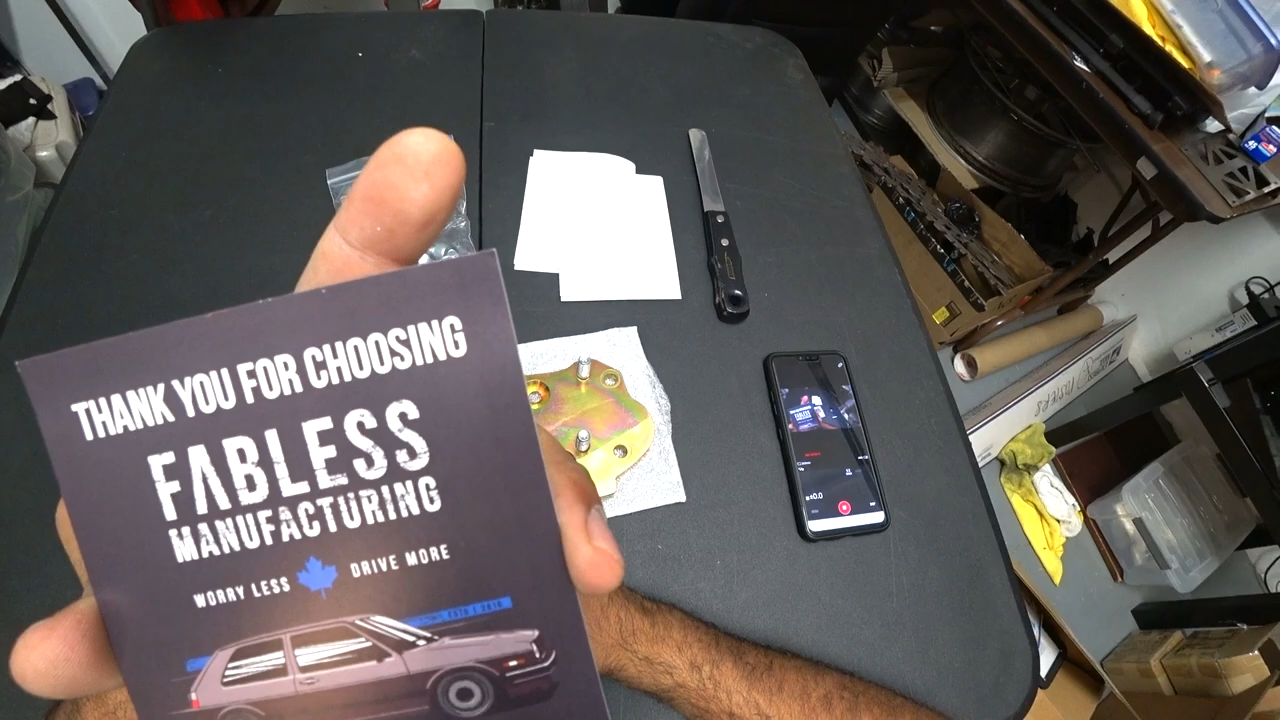 THANK YOU FOR CHOOSING
FABLESS
MANUFACTURING
WORRY LESS DRIVE MORE